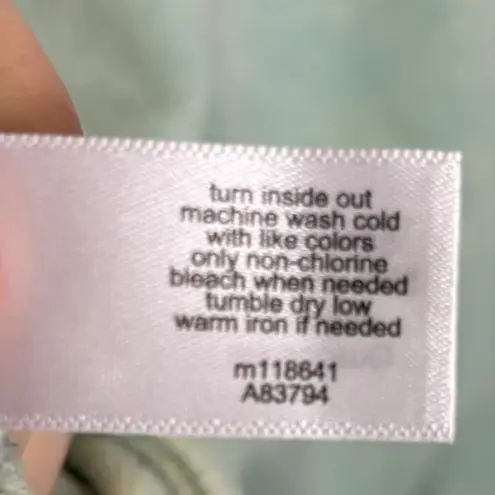 turn inside out
machine wash cold
with like colors
only non-chlorine
bleach when needed
tumble dry low
warm iron if needed
m118641
A83794